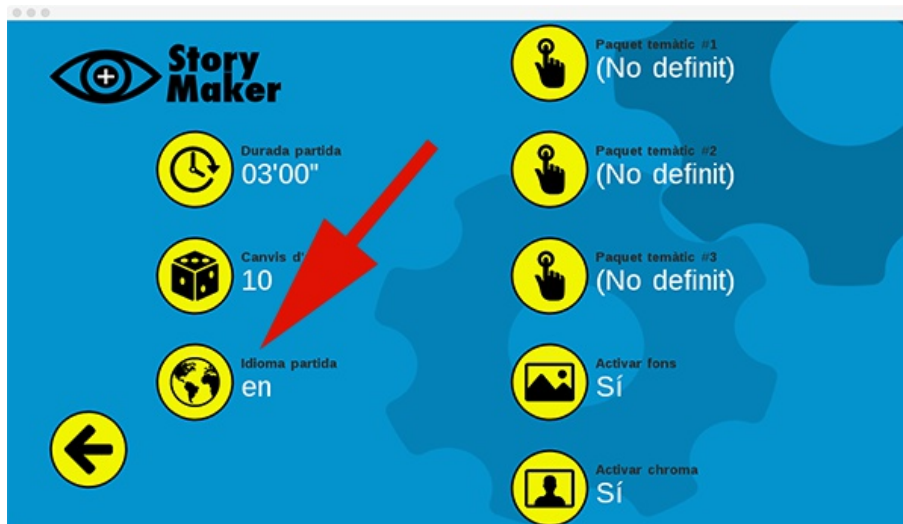 Story
Maker
Durada partida
03'00"
Canvis d'
10
Idioma partida
en
Paquet temàtic #1
(No definit)
Paquet temàtic #2
(No definit)
Paquet temàtic #3
(No definit)
Activar fons
Sí
Activar chroma
Sí